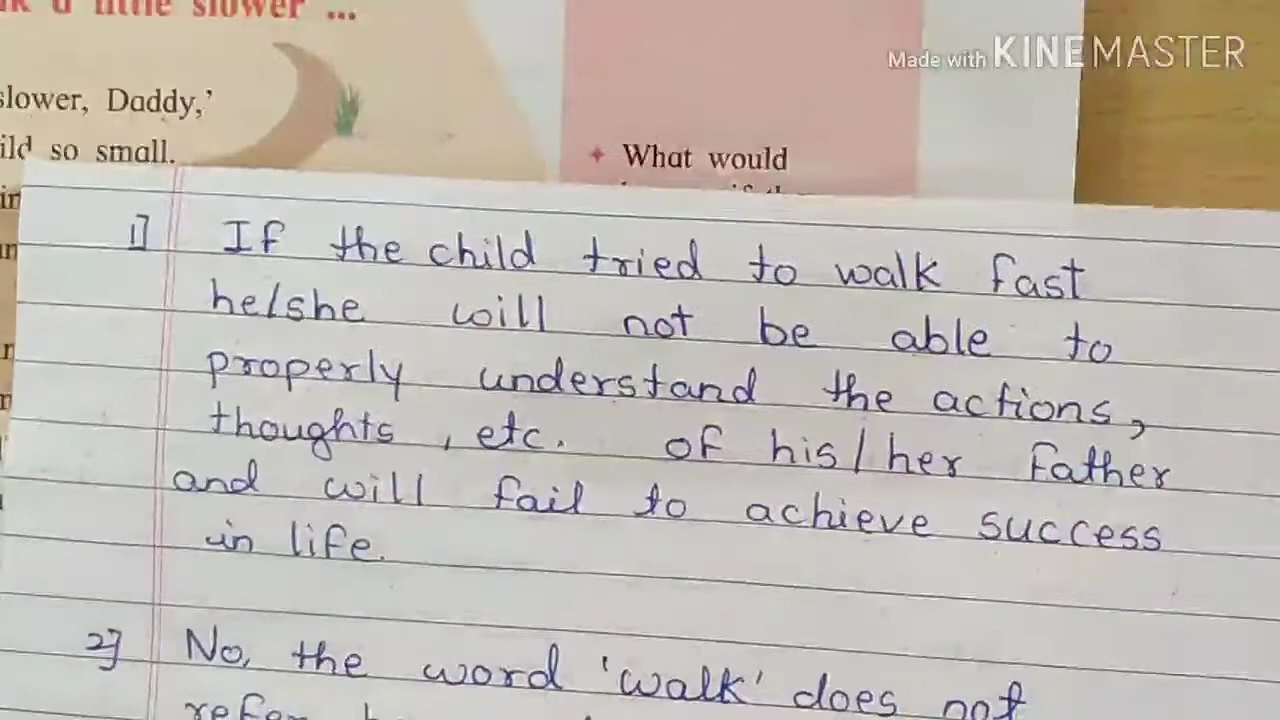 a little slower ...
Made with KINEMASTER
slower, Daddy,’
so small.
What would
1] If the child tried to walk fast
he/she will not be able to
properly understand the actions,
thoughts , etc. of his/her Father
and will fail to achieve success
in life.
2] No, the word 'walk' does not